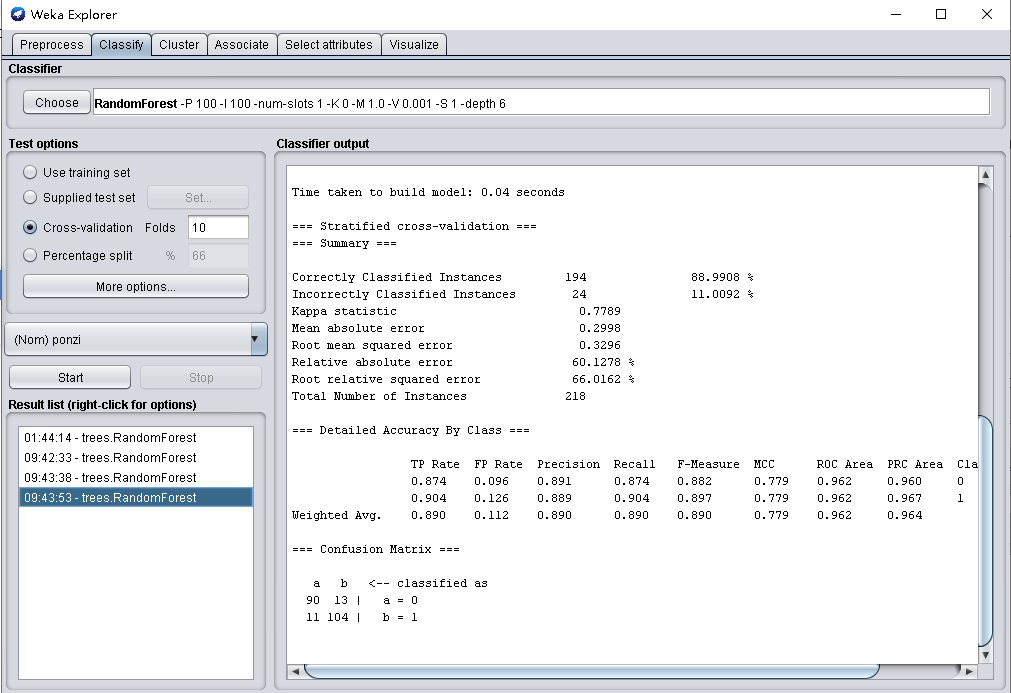 Weka Explorer
Preprocess Classify Cluster Associate Select attributes Visualize
Classifier
Choose RandomForest -P 100 -I 100 -num-slots 1 -K 0 -M 1.0 -V 0.001 -S 1 -depth 6
Test options
Use training set
Supplied test set Set...
Cross-validation Folds 10
Percentage split % 66
More options...
(Nom) ponzi
Start Stop
Result list (right-click for options)
01:44:14 - trees.RandomForest
09:42:33 - trees.RandomForest
09:43:38 - trees.RandomForest
09:43:53 - trees.RandomForest
Classifier output
Time taken to build model: 0.04 seconds
=== Stratified cross-validation ===
=== Summary ===
Correctly Classified Instances 194 88.9908 %
Incorrectly Classified Instances 24 11.0092 %
Kappa statistic 0.7789
Mean absolute error 0.2998
Root mean squared error 0.3296
Relative absolute error 60.1278 %
Root relative squared error 66.0162 %
Total Number of Instances 218
=== Detailed Accuracy By Class ===
TP Rate FP Rate Precision Recall F-Measure MCC ROC Area PRC Area Cla
0.874 0.096 0.891 0.874 0.882 0.779 0.962 0.960 0
0.904 0.126 0.889 0.904 0.897 0.779 0.962 0.967 1
Weighted Avg. 0.890 0.112 0.890 0.890 0.890 0.779 0.962 0.964
=== Confusion Matrix ===
a b <-- classified as
90 13 | a = 0
11 104 | b = 1